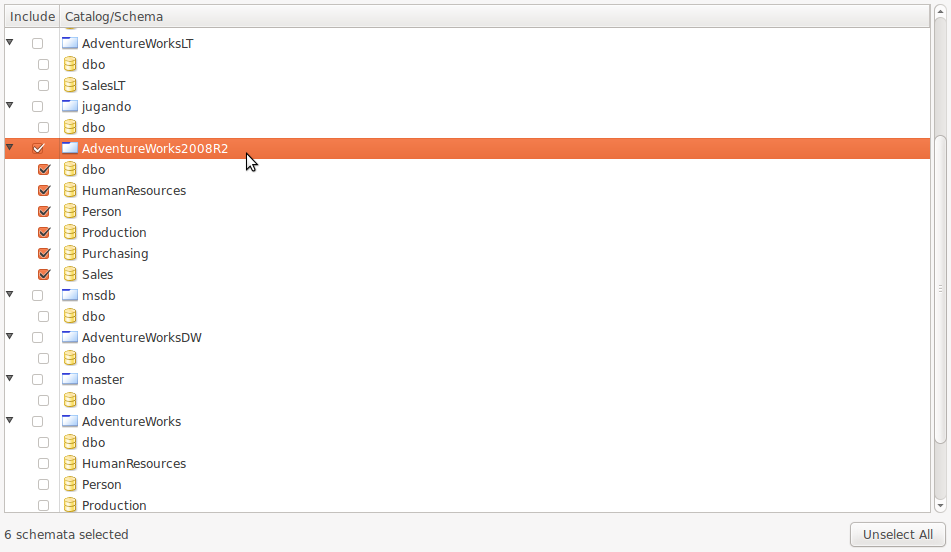 Include Catalog/Schema
AdventureWorksLT
dbo
SalesLT
jugando
dbo
AdventureWorks2008R2
dbo
HumanResources
Person
Production
Purchasing
Sales
msdb
dbo
AdventureWorksDW
dbo
master
dbo
AdventureWorks
dbo
HumanResources
Person
Production
6 schemata selected Unselect All